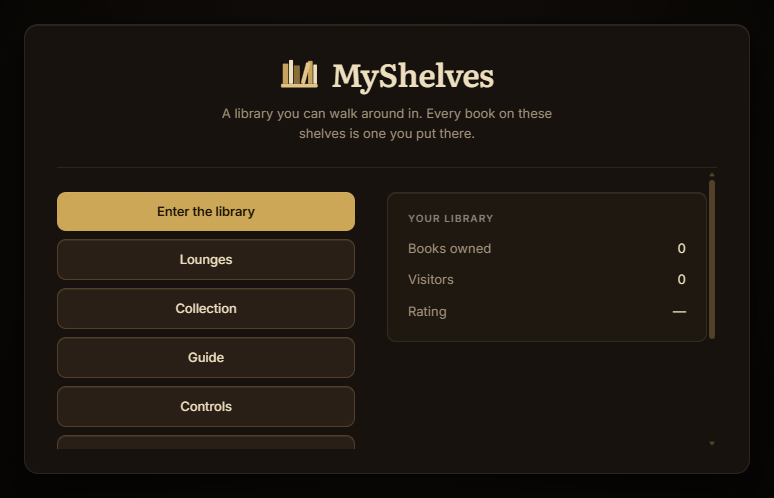 MyShelves
A library you can walk around in. Every book on these
shelves is one you put there.
Enter the library
Lounges
Collection
Guide
Controls
YOUR LIBRARY
Books owned 0
Visitors 0
Rating —